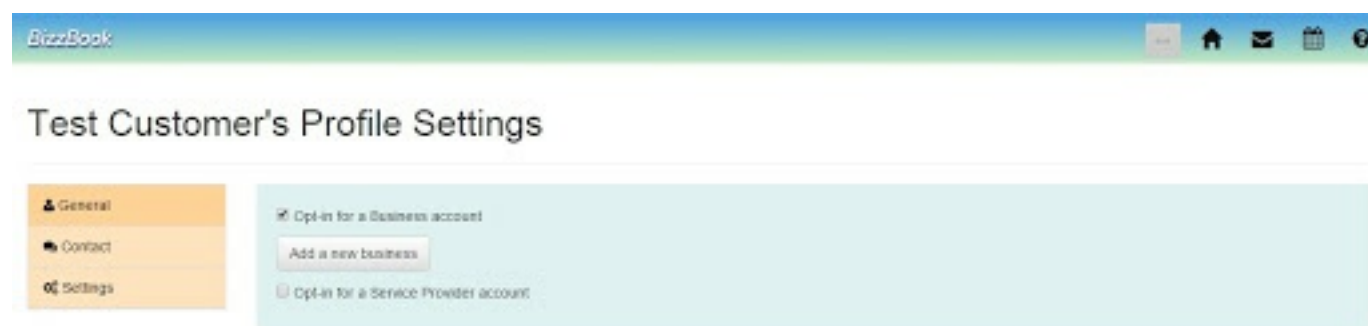 BizzBook
Test Customer's Profile Settings
General
Contact
Settings
Opt-in for a Business account
Add a new business
Opt-in for a Service Provider account